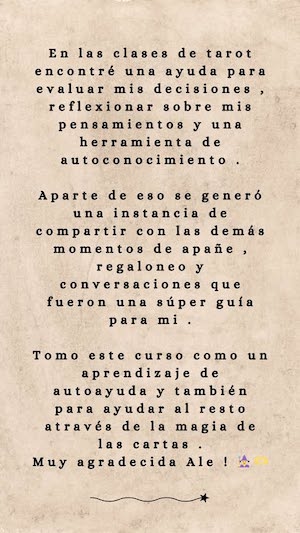 En las clases de tarot
encontré una ayuda para
evaluar mis decisiones ,
reflexionar sobre mis
pensamientos y una
herramienta de
autoconocimiento .
Aparte de eso se generó
una instancia de
compartir con las demás
momentos de apañe ,
regaloneo y
conversaciones que
fueron una súper guía
para mi .
Tomo este curso como un
aprendizaje de
autoayuda y también
para ayudar al resto
através de la magia de
las cartas .
Muy agradecida Ale !